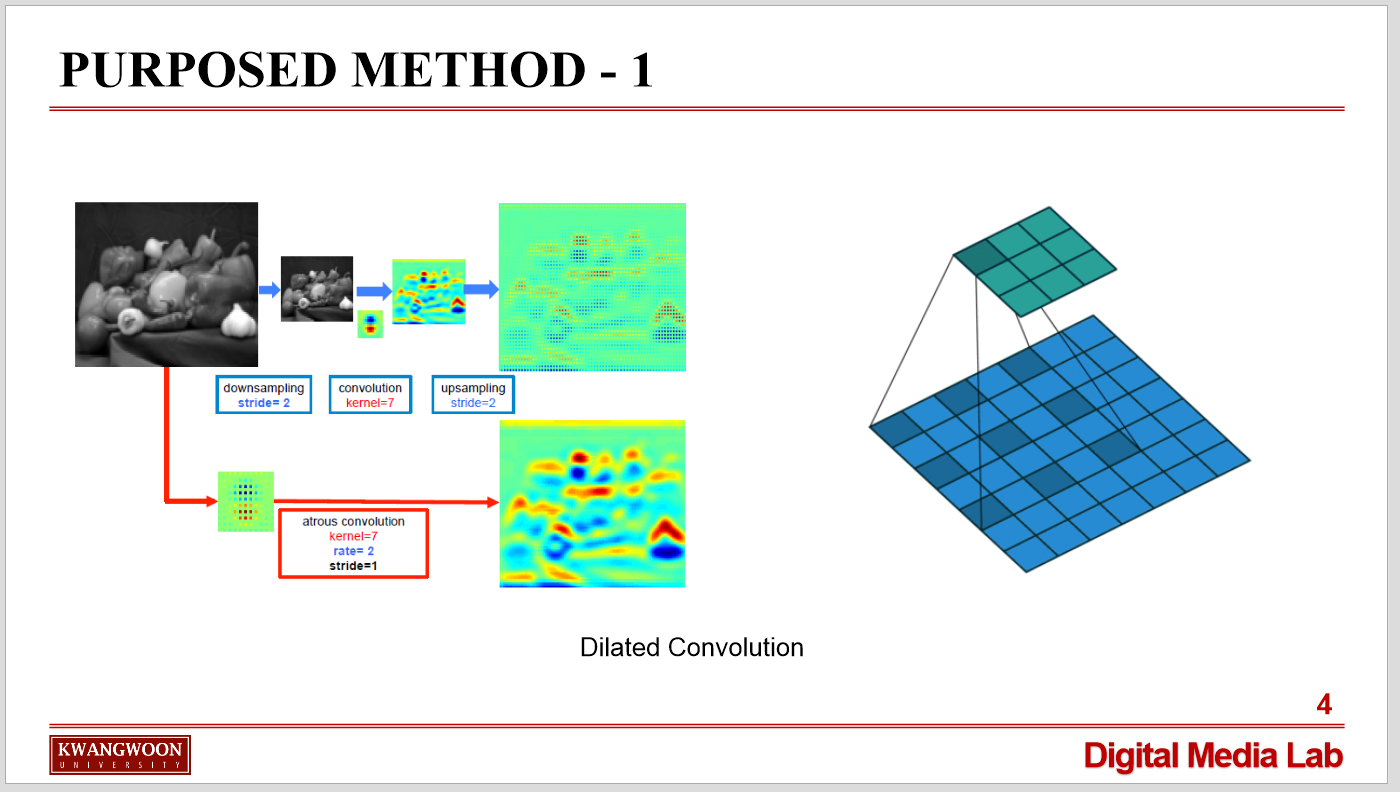 PURPOSED METHOD - 1
downsampling
stride= 2
convolution
kernel=7
upsampling
stride=2
atrous convolution
kernel=7
rate= 2
stride=1
Dilated Convolution
4
KWANGWOON
UNIVERSITY
Digital Media Lab